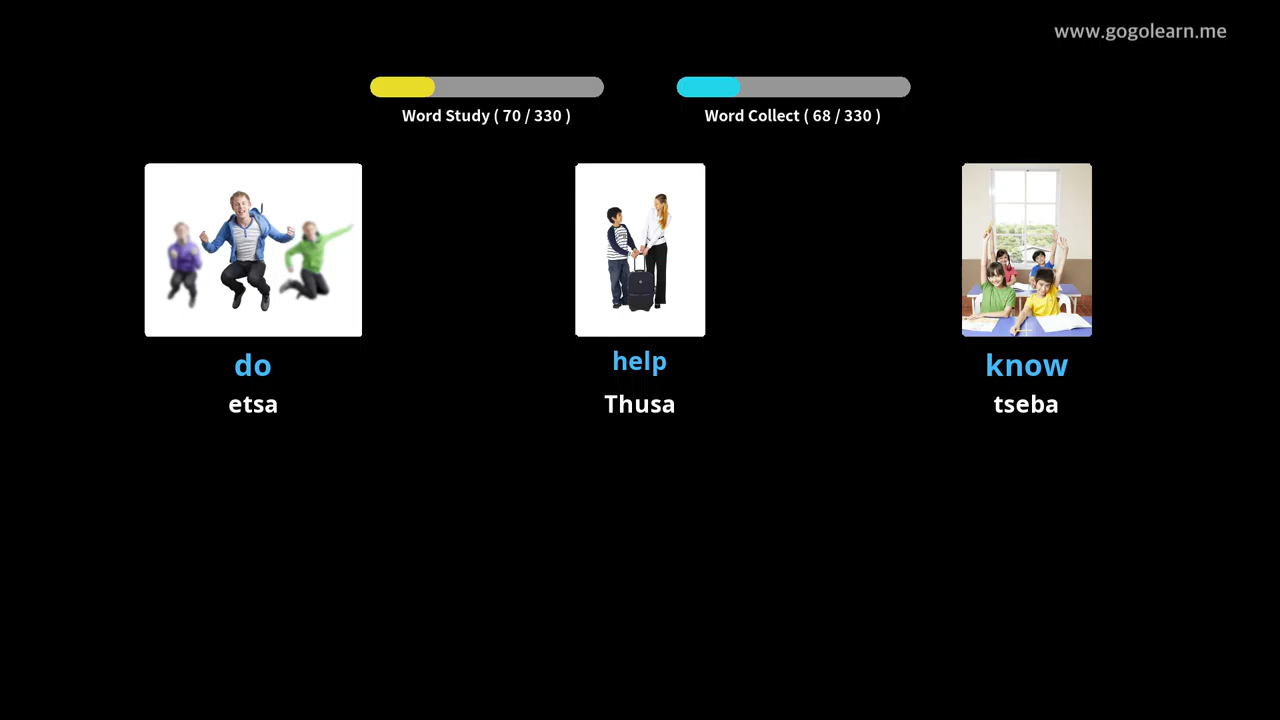 www.gogolearn.me
Word Study ( 70 / 330 )
Word Collect ( 68 / 330 )
do
help
know
etsa
Thusa
tseba